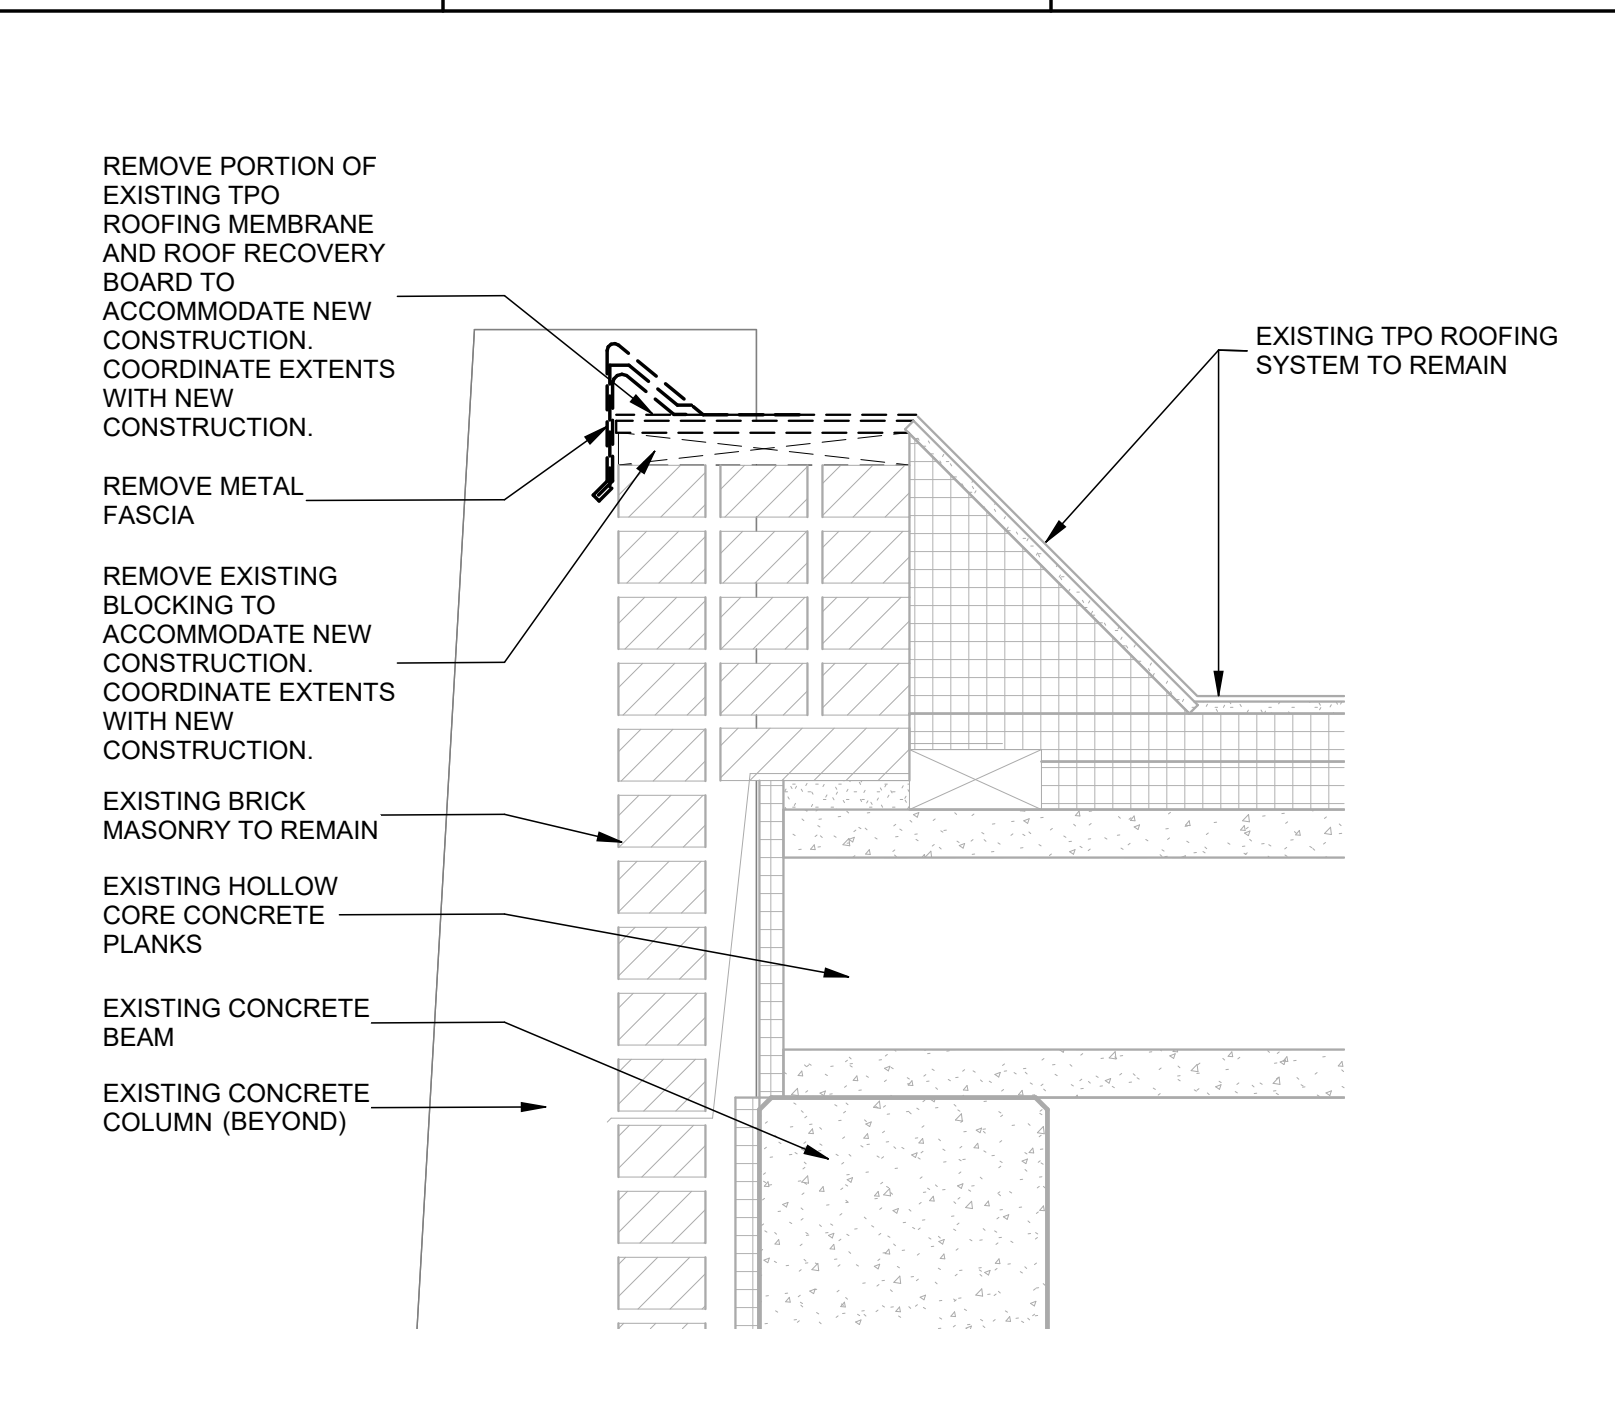 REMOVE PORTION OF
EXISTING TPO
ROOFING MEMBRANE
AND ROOF RECOVERY
BOARD TO
ACCOMMODATE NEW
CONSTRUCTION.
COORDINATE EXTENTS
WITH NEW
CONSTRUCTION.
REMOVE METAL
FASCIA
REMOVE EXISTING
BLOCKING TO
ACCOMMODATE NEW
CONSTRUCTION.
COORDINATE EXTENTS
WITH NEW
CONSTRUCTION.
EXISTING BRICK
MASONRY TO REMAIN
EXISTING HOLLOW
CORE CONCRETE
PLANKS
EXISTING CONCRETE
BEAM
EXISTING CONCRETE
COLUMN (BEYOND)
EXISTING TPO ROOFING
SYSTEM TO REMAIN